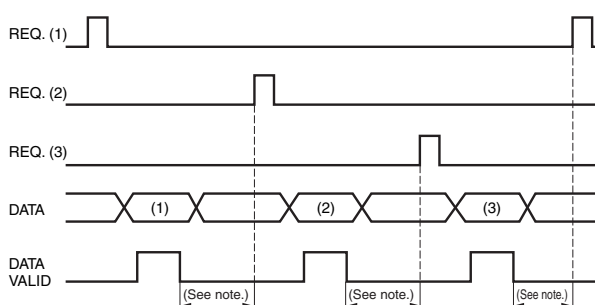 REQ. (1)
REQ. (2)
REQ. (3)
DATA (1) (2) (3)
DATA
VALID
(See note.) (See note.) (See note.)